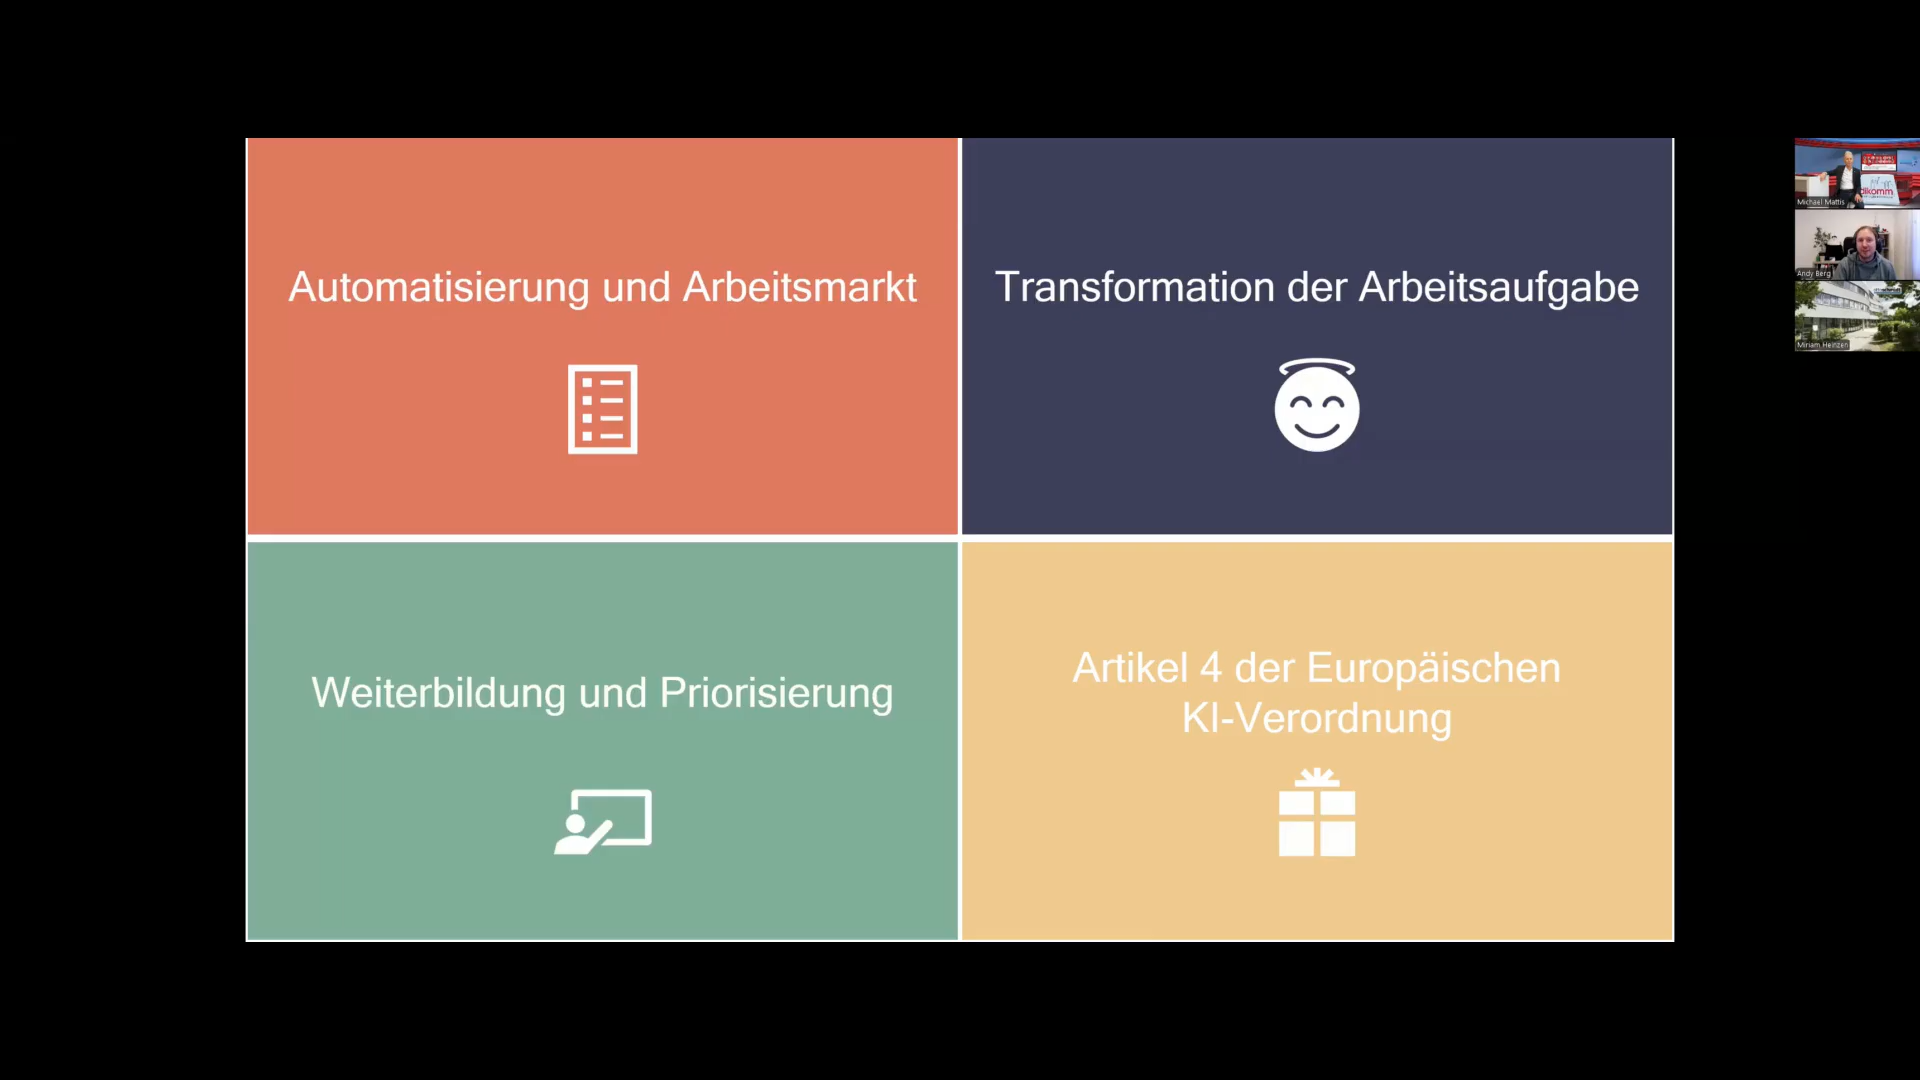 Automatisierung und Arbeitsmarkt
Transformation der Arbeitsaufgabe
Weiterbildung und Priorisierung
Artikel 4 der Europäischen
KI-Verordnung
Michael Mattis
dikomm
Andy Berg
Miriam Heinzen